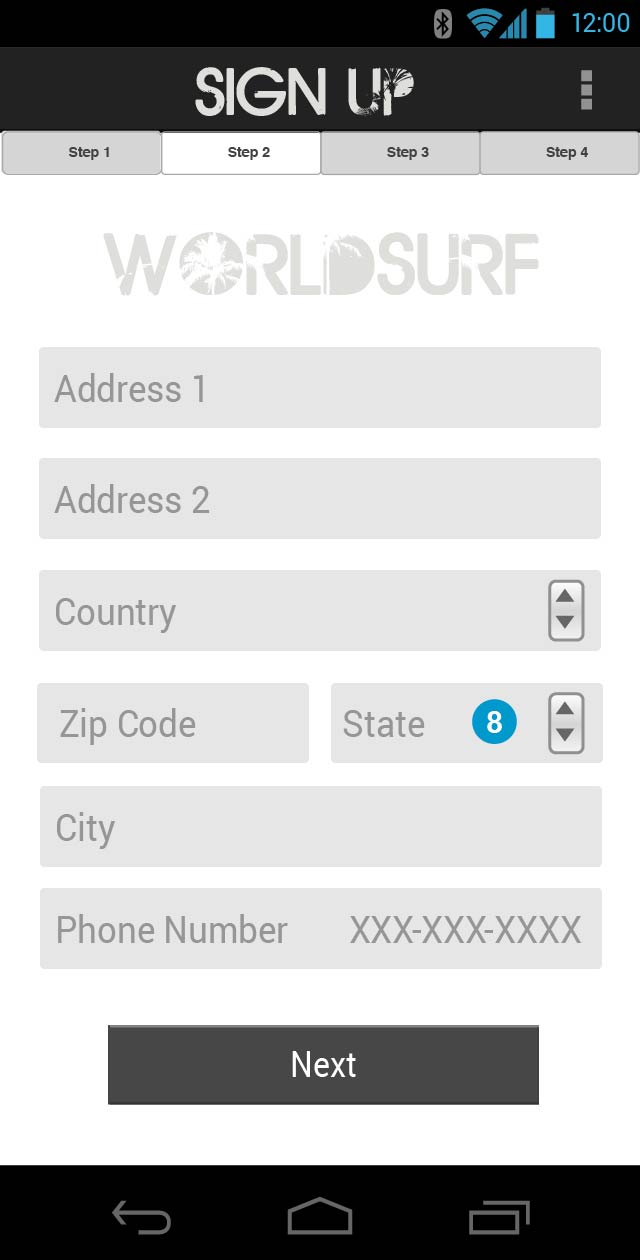 12:00
SIGN UP
Step 1 Step 2 Step 3 Step 4
WORLDSURF
Address 1
Address 2
Country
Zip Code State 8
City
Phone Number XXX-XXX-XXXX
Next